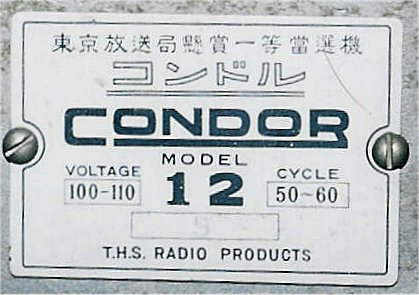 東京放送局懸賞一等當選機
コンドル
CONDOR
MODEL
VOLTAGE 12 CYCLE
100-110 50~60
T.H.S. RADIO PRODUCTS